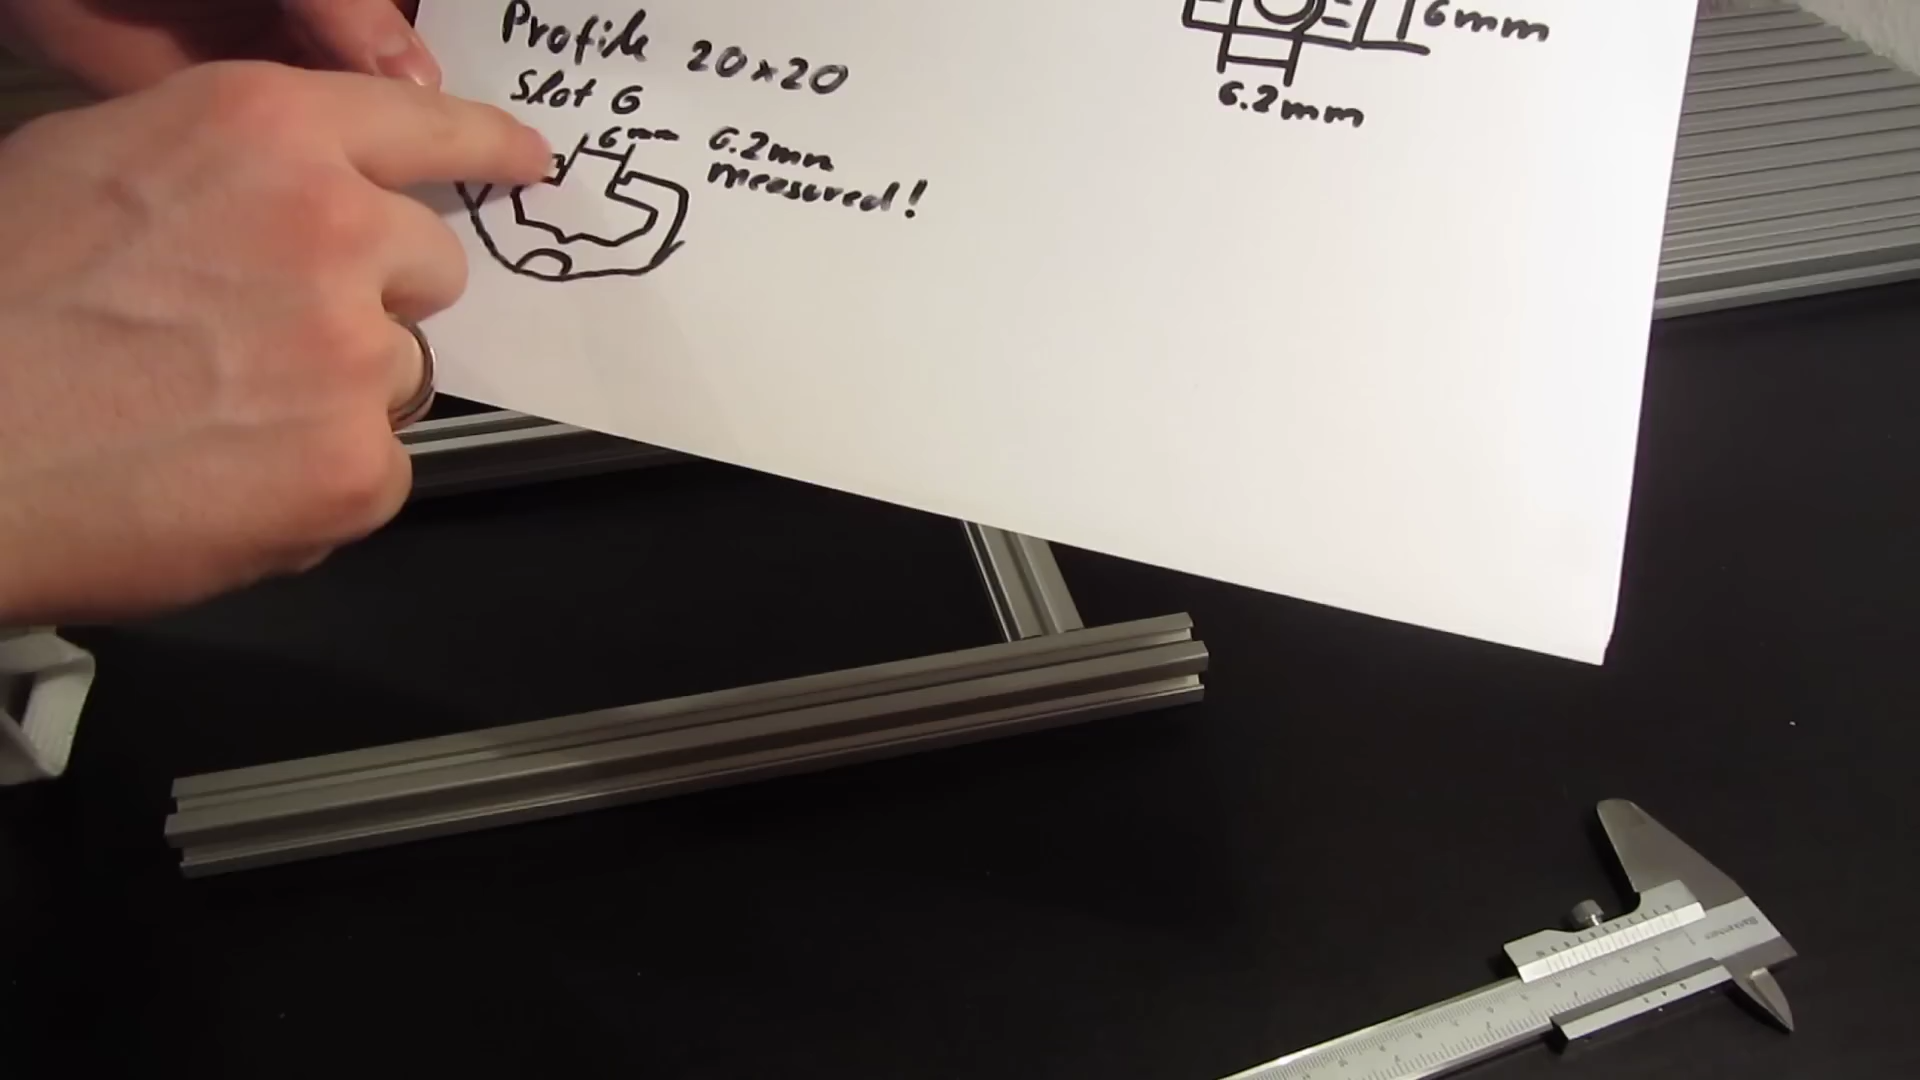 Profile 20x20
Slot 6
6mm 6.2mm
measured!
6mm
6.2mm